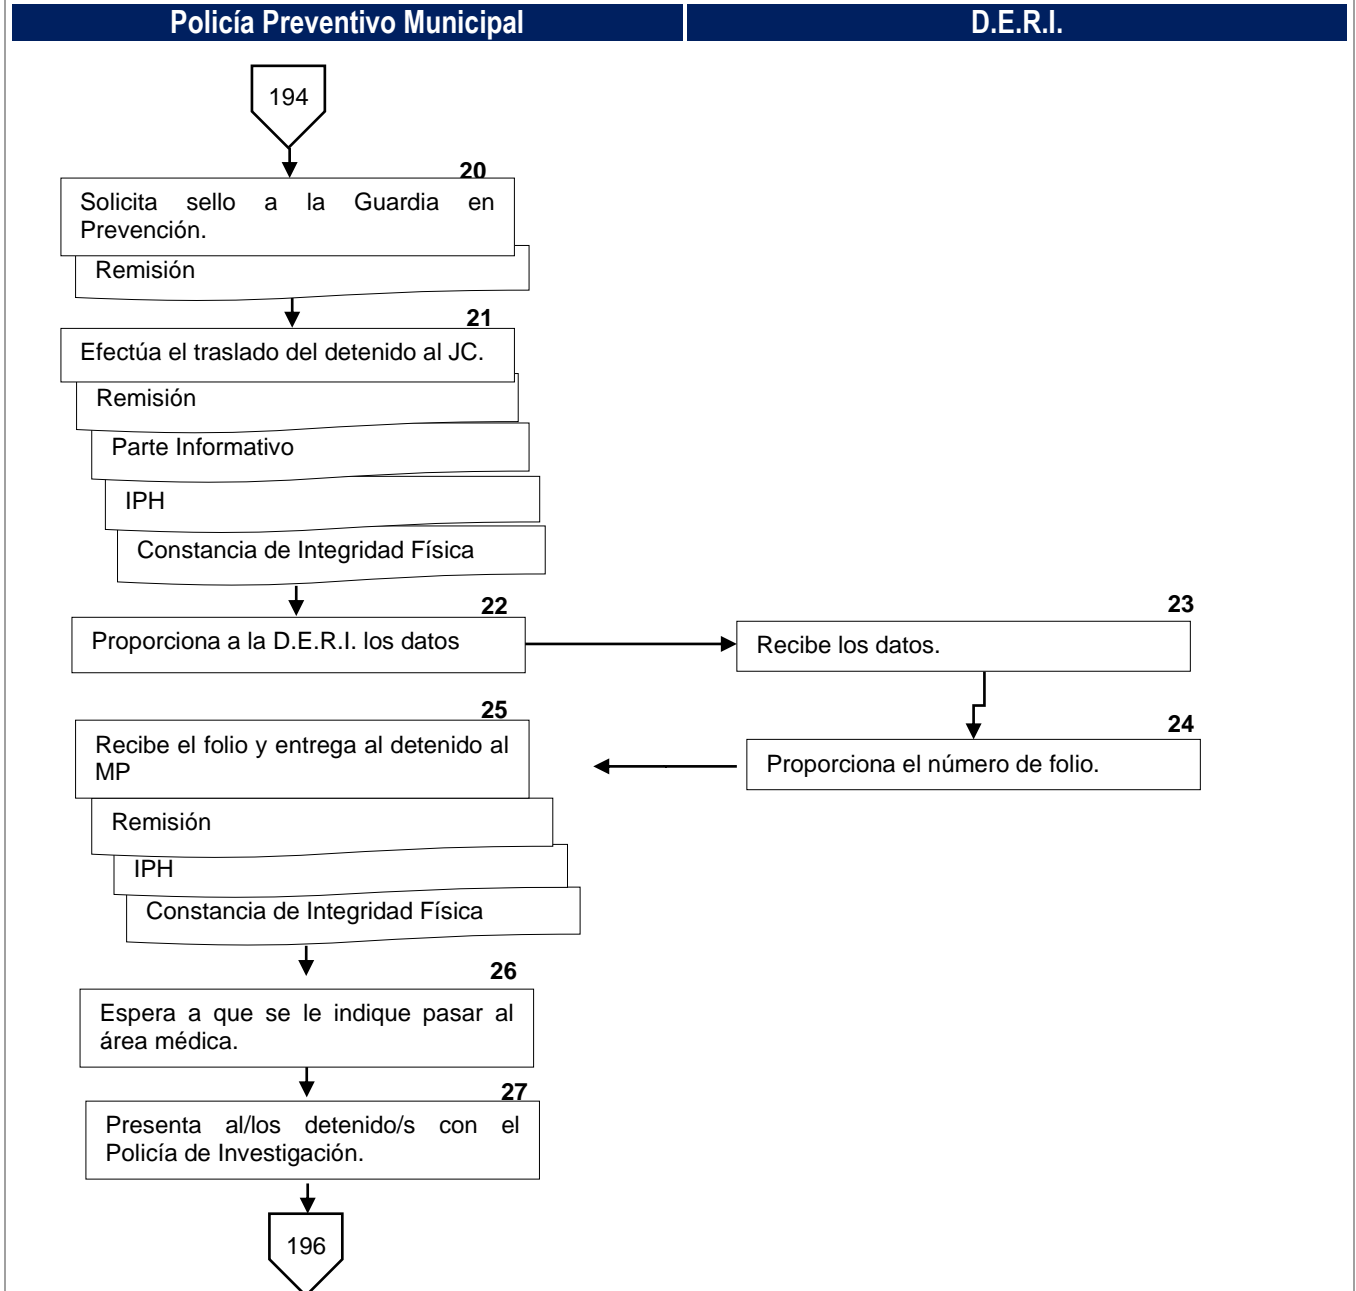 Policía Preventivo Municipal
D.E.R.I.
194
20
Solicita sello a la Guardia en
Prevención.
Remisión
21
Efectúa el traslado del detenido al JC.
Remisión
Parte Informativo
IPH
Constancia de Integridad Física
22
Proporciona a la D.E.R.I. los datos
23
Recibe los datos.
24
Proporciona el número de folio.
25
Recibe el folio y entrega al detenido al
MP
Remisión
IPH
Constancia de Integridad Física
26
Espera a que se le indique pasar al
área médica.
27
Presenta al/los detenido/s con el
Policía de Investigación.
196